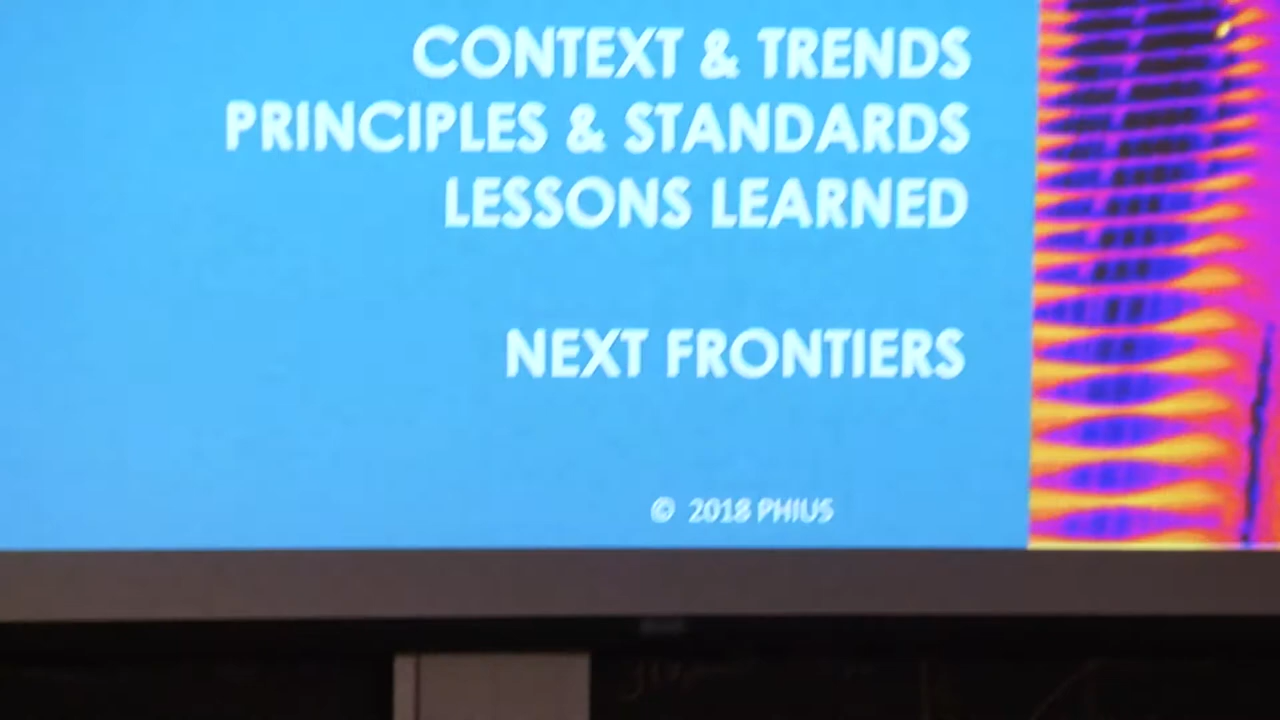 CONTEXT & TRENDS
PRINCIPLES & STANDARDS
LESSONS LEARNED
NEXT FRONTIERS
© 2018 PHIUS